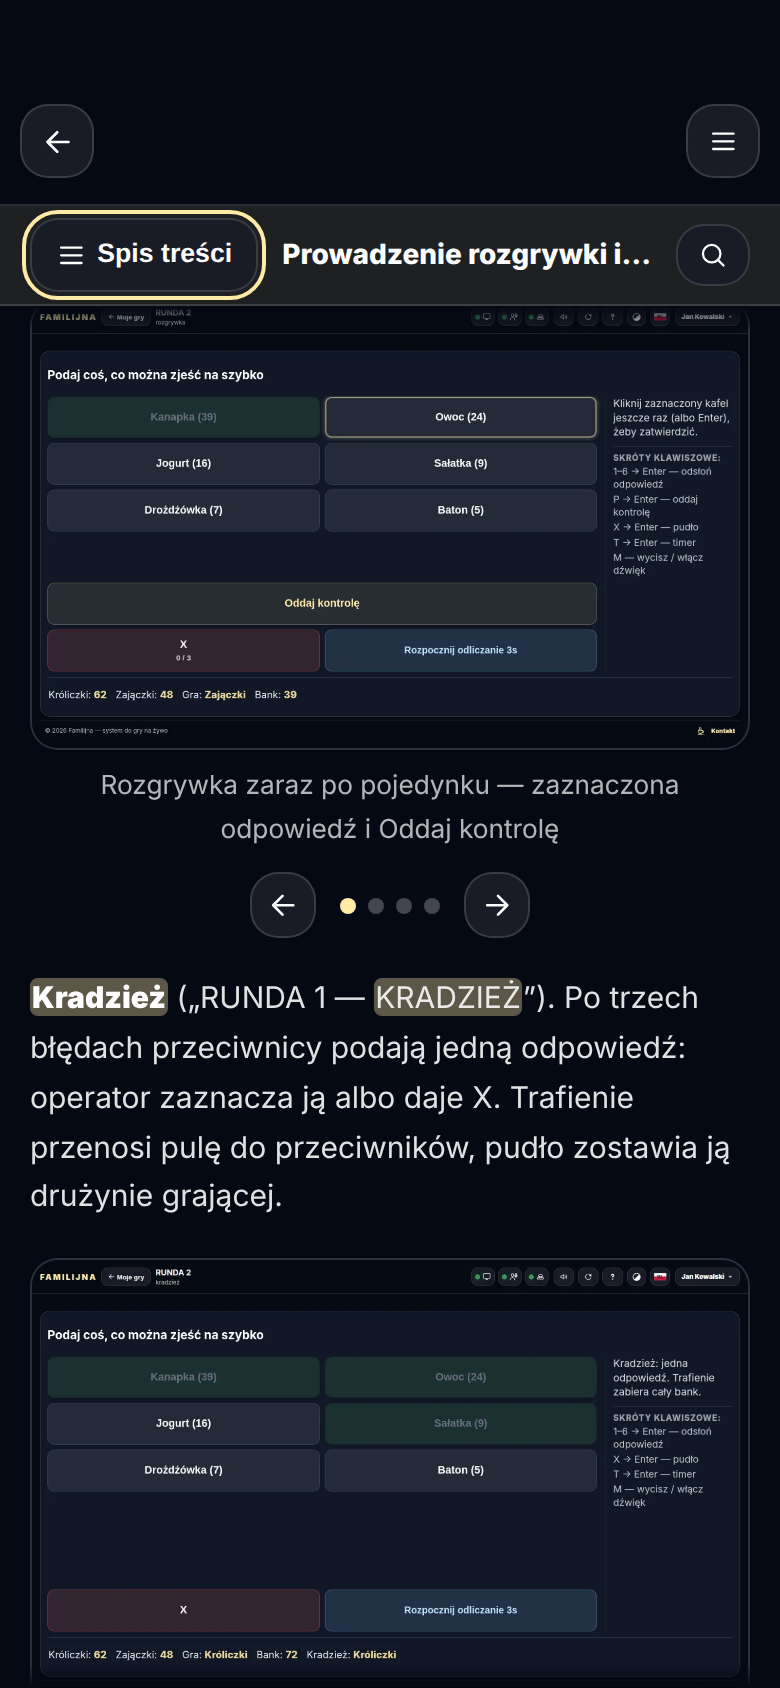 Spis treści
Prowadzenie rozgrywki i…
FAMILIJNA
← Moje gry
RUNDA 2
rozgrywka
?
Jan Kowalski
Podaj coś, co można zjeść na szybko
Kanapka (39)
Owoc (24)
Jogurt (16)
Sałatka (9)
Drożdżówka (7)
Baton (5)
Kliknij zaznaczony kafel
jeszcze raz (albo Enter),
żeby zatwierdzić.
SKRÓTY KLAWISZOWE:
1–6 → Enter — odsłoń
odpowiedź
P → Enter — oddaj
kontrolę
X → Enter — pudło
T → Enter — timer
M — wycisz / włącz
dźwięk
Oddaj kontrolę
X
0 / 3
Rozpocznij odliczanie 3s
Króliczki: 62 Zajączki: 48 Gra: Zajączki Bank: 39
© 2026 Familijna — system do gry na żywo
Kontakt
Rozgrywka zaraz po pojedynku — zaznaczona
odpowiedź i Oddaj kontrolę
Kradzież („RUNDA 1 — KRADZIEŻ”). Po trzech
błędach przeciwnicy podają jedną odpowiedź:
operator zaznacza ją albo daje X. Trafienie
przenosi pulę do przeciwników, pudło zostawia ją
drużynie grającej.
FAMILIJNA
← Moje gry
RUNDA 2
kradzież
?
Jan Kowalski
Podaj coś, co można zjeść na szybko
Kanapka (39)
Owoc (24)
Jogurt (16)
Sałatka (9)
Drożdżówka (7)
Baton (5)
Kradzież: jedna
odpowiedź. Trafienie
zabiera cały bank.
SKRÓTY KLAWISZOWE:
1–6 → Enter — odsłoń
odpowiedź
X → Enter — pudło
T → Enter — timer
M — wycisz / włącz
dźwięk
X
Rozpocznij odliczanie 3s
Króliczki: 62 Zajączki: 48 Gra: Króliczki Bank: 72 Kradzież: Króliczki